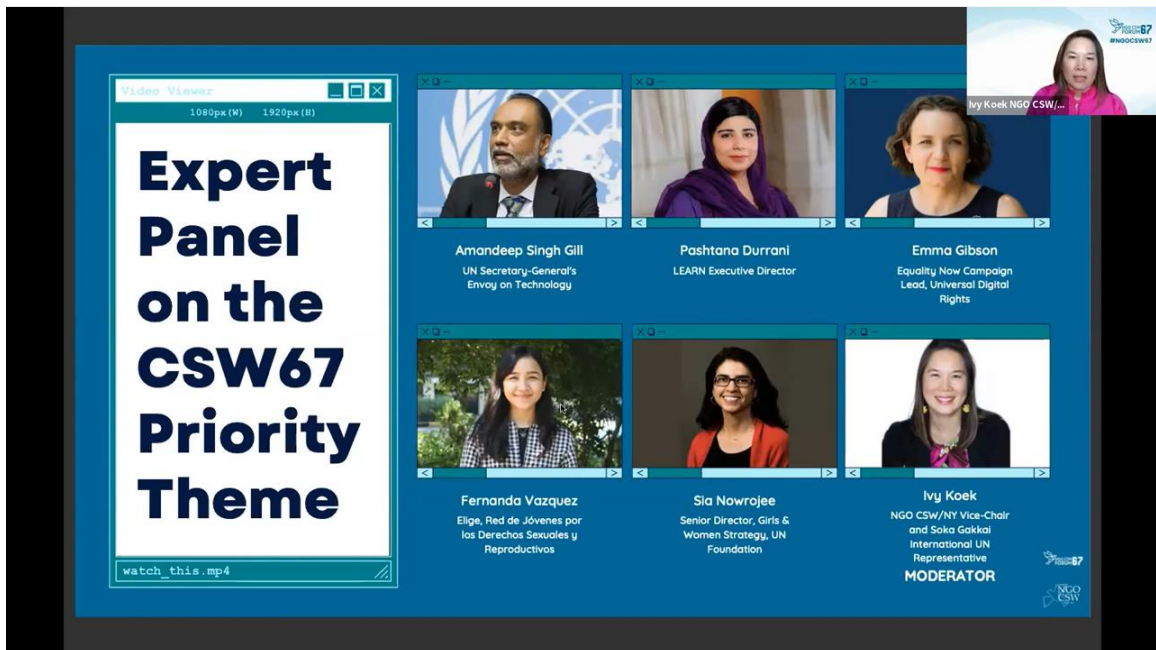 NGO CSW
FORUM67
#NGOCSW67
Ivy Koek NGO CSW/...
Video Viewer
1080px(W) 1920px(H)
Expert
Panel
on the
CSW67
Priority
Theme
watch_this.mp4
Amandeep Singh Gill
UN Secretary-General's
Envoy on Technology
Pashtana Durrani
LEARN Executive Director
Emma Gibson
Equality Now Campaign
Lead, Universal Digital
Rights
Fernanda Vazquez
Elige, Red de Jóvenes por
los Derechos Sexuales y
Reproductivos
Sia Nowrojee
Senior Director, Girls &
Women Strategy, UN
Foundation
Ivy Koek
NGO CSW/NY Vice-Chair
and Soka Gakkai
International UN
Representative
MODERATOR
FORUM67
NGO
CSW